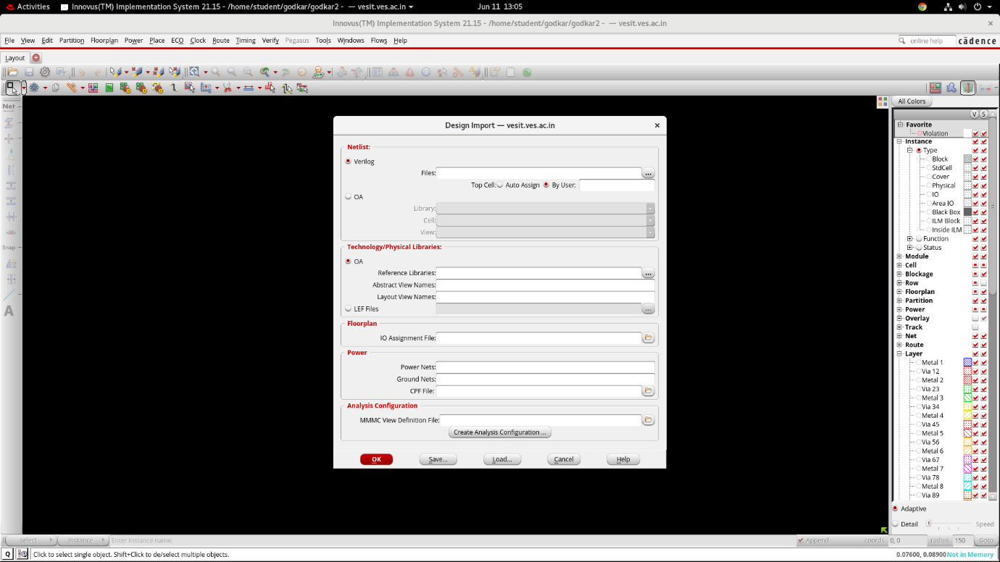 Activities
Innovus(TM) Implementation System 21.15 - /home/student/godkar/godkar2 - — vesit.ves.ac.in
Jun 11 13:05
Innovus(TM) Implementation System 21.15 - /home/student/godkar/godkar2 - — vesit.ves.ac.in
File View Edit Partition Floorplan Power Place ECO Clock Route Timing Verify Pegasus Tools Windows Flows Help
online help
cādence
Layout
Net
Snap
A
Design Import — vesit.ves.ac.in
Netlist:
Verilog
Files:
...
Top Cell: Auto Assign By User:
OA
Library:
Cell:
View:
Technology/Physical Libraries:
OA
Reference Libraries:
...
Abstract View Names:
Layout View Names:
LEF Files
...
Floorplan
IO Assignment File:
Power
Power Nets:
Ground Nets:
CPF File:
Analysis Configuration
MMMC View Definition File:
Create Analysis Configuration ...
OK Save... Load... Cancel Help
All Colors
V S
Favorite
Violation
Instance
Type
Block
StdCell
Cover
Physical
IO
Area IO
Black Box
ILM Block
Inside ILM
Function
Status
Module
Cell
Blockage
Row
Floorplan
Partition
Power
Overlay
Track
Net
Route
Layer
Metal 1
Via 12
Metal 2
Via 23
Metal 3
Via 34
Metal 4
Via 45
Metal 5
Via 56
Metal 6
Via 67
Metal 7
Via 78
Metal 8
Via 89
Adaptive
Detail Speed
select Instance Enter Instance name. Append coords 0, 0 radius 150 Goto
Q Click to select single object. Shift+Click to de/select multiple objects. 0.07600, 0.08900 Not in Memory